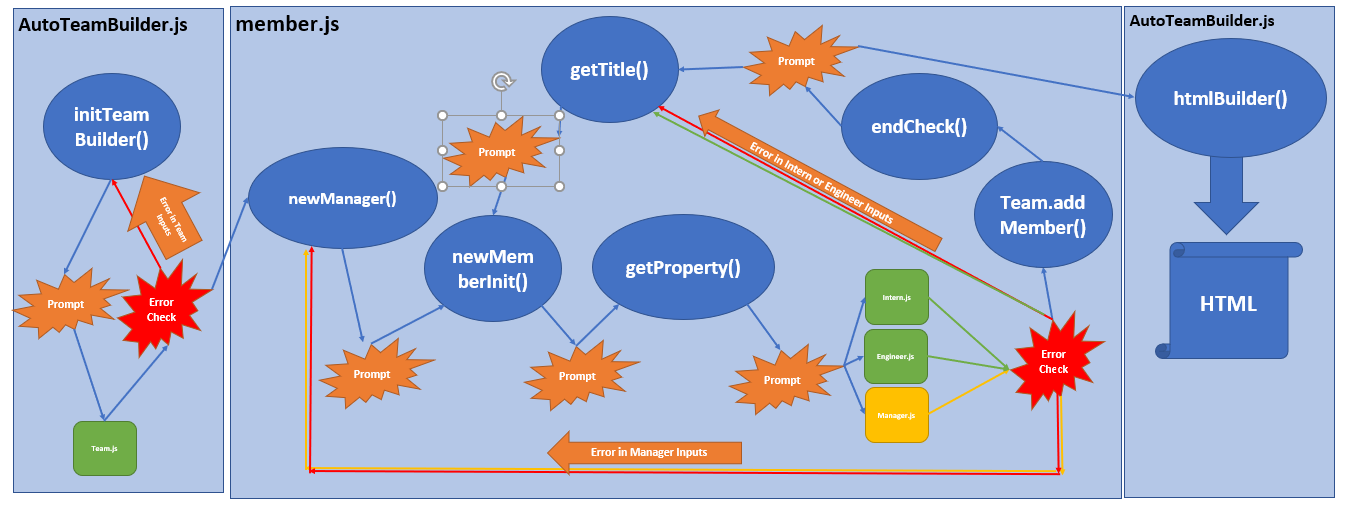 AutoTeamBuilder.js
initTeam
Builder()
Error in Team
Inputs
Prompt
Error
Check
Team.js
member.js
getTitle()
Prompt
endCheck()
Prompt
Error in Intern or Engineer Inputs
newManager()
newMem
berInit()
getProperty()
Team.add
Member()
Intern.js
Engineer.js
Manager.js
Prompt
Prompt
Prompt
Error
Check
Error in Manager Inputs
AutoTeamBuilder.js
htmlBuilder()
HTML